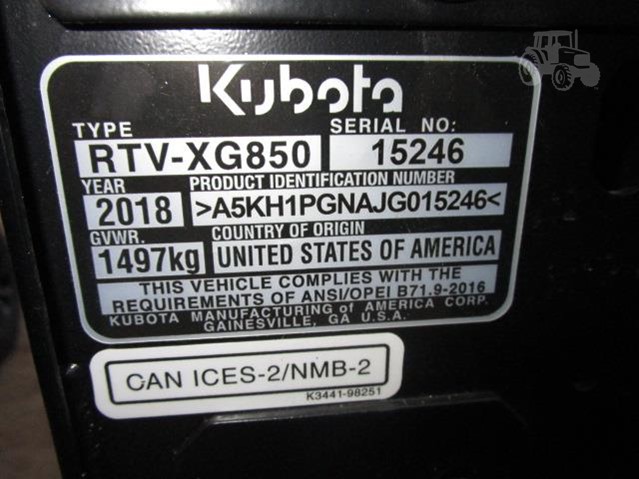 Kubota
TYPE SERIAL NO:
RTV-XG850 15246
YEAR PRODUCT IDENTIFICATION NUMBER
2018 >A5KH1PGNAJG015246<
GVWR. COUNTRY OF ORIGIN
1497kg UNITED STATES OF AMERICA
THIS VEHICLE COMPLIES WITH THE
REQUIREMENTS OF ANSI/OPEI B71.9-2016
KUBOTA MANUFACTURING of AMERICA CORP.
GAINESVILLE, GA U.S.A.
CAN ICES-2/NMB-2
K3441-98251